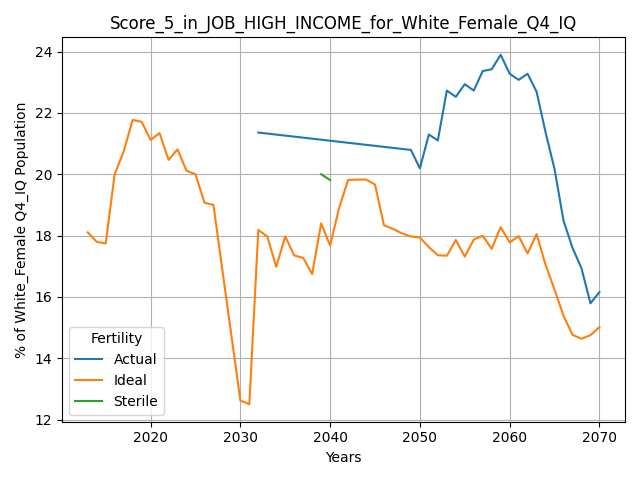 Score_5_in_JOB_HIGH_INCOME_for_White_Female_Q4_IQ
% of White_Female Q4_IQ Population
24
22
20
18
16
14
12
Fertility
Actual
Ideal
Sterile
2020 2030 2040 2050 2060 2070
Years